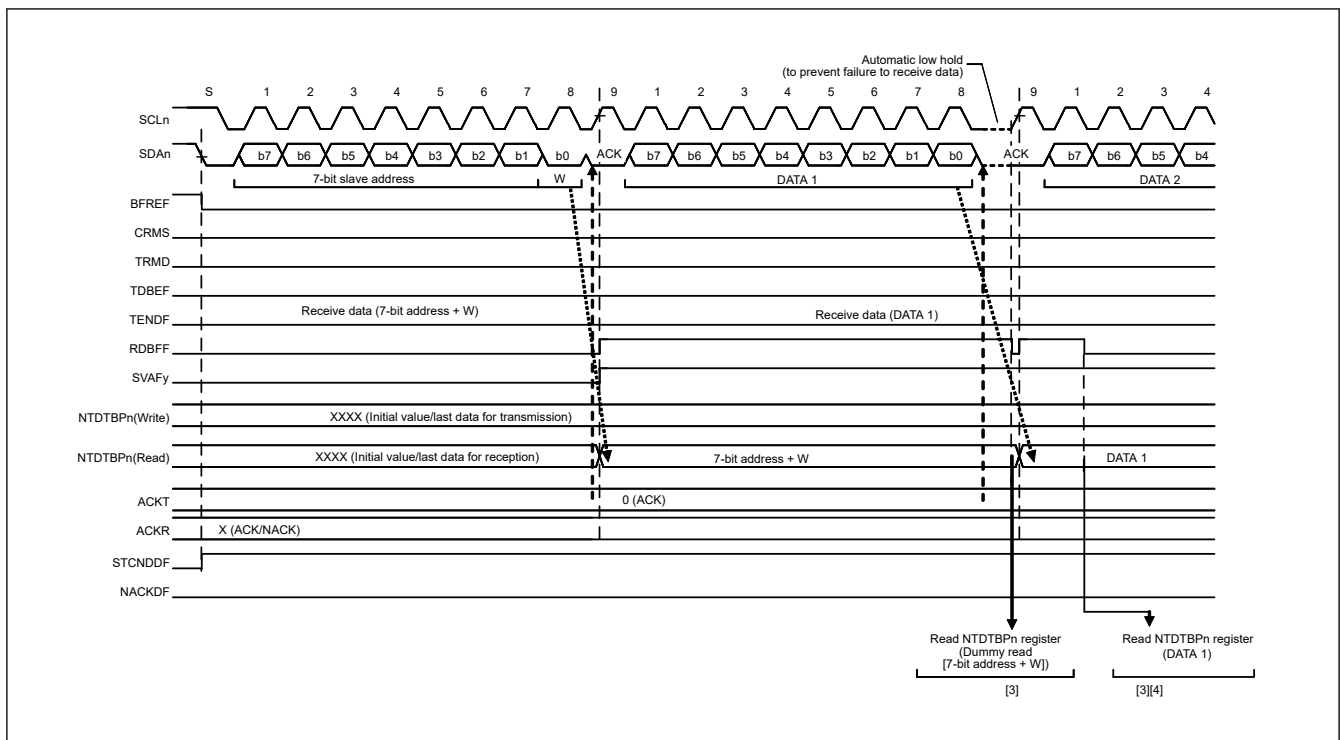 Automatic low hold
(to prevent failure to receive data)
S 1 2 3 4 5 6 7 8 9 1 2 3 4 5 6 7 8 9 1 2 3 4
SCLn
SDAn b7 b6 b5 b4 b3 b2 b1 b0 ACK b7 b6 b5 b4 b3 b2 b1 b0 ACK b7 b6 b5 b4
7-bit slave address W DATA 1 DATA 2
BFREF
CRMS
TRMD
TDBEF
Receive data (7-bit address + W) Receive data (DATA 1)
TENDF
RDBFF
SVAFy
NTDTBPn(Write) XXXX (Initial value/last data for transmission)
NTDTBPn(Read) XXXX (Initial value/last data for reception) 7-bit address + W DATA 1
ACKT 0 (ACK)
ACKR X (ACK/NACK)
STCNDDF
NACKDF
Read NTDTBPn register
(Dummy read
[7-bit address + W])
[3]
Read NTDTBPn register
(DATA 1)
[3][4]